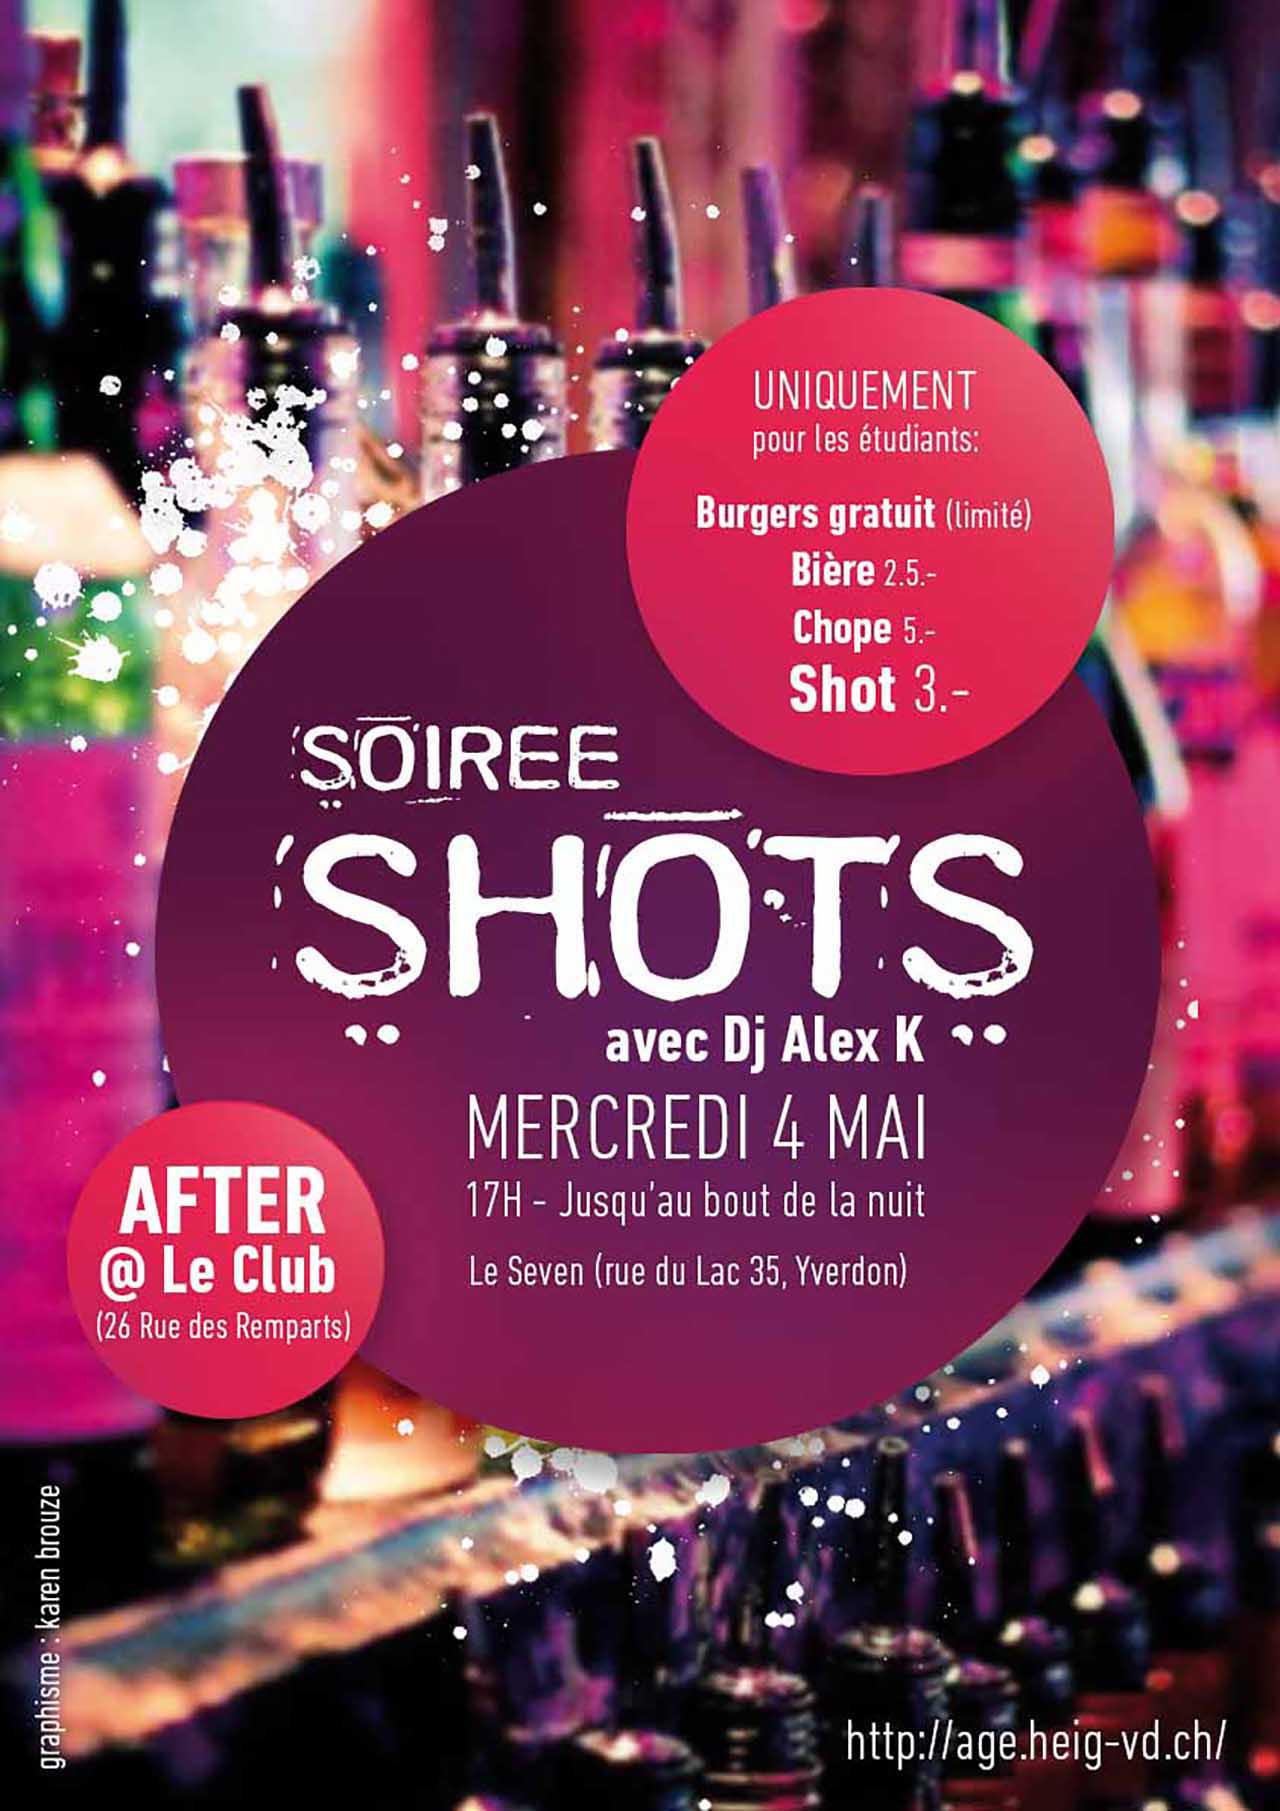 UNIQUEMENT
pour les étudiants:
Burgers gratuit (limité)
Bière 2.5.-
Chope 5.-
Shot 3.-
SOIREE
SHOTS
avec Dj Alex K
MERCREDI 4 MAI
17H - Jusqu'au bout de la nuit
Le Seven (rue du Lac 35, Yverdon)
AFTER
@ Le Club
(26 Rue des Remparts)
graphisme : karen brouze
http://age.heig-vd.ch/